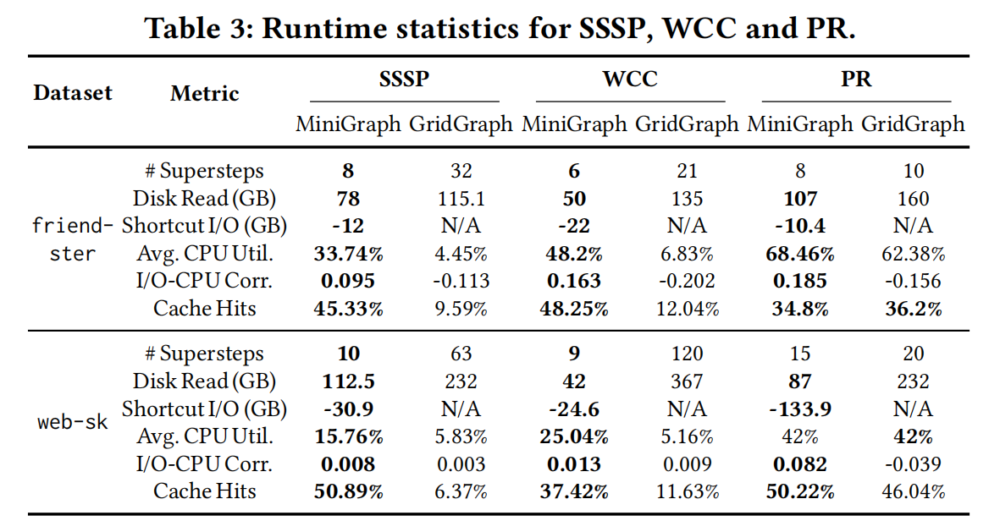 Table 3: Runtime statistics for SSSP, WCC and PR.
Dataset Metric SSSP WCC PR
MiniGraph GridGraph MiniGraph GridGraph MiniGraph GridGraph
# Supersteps 8 32 6 21 8 10
Disk Read (GB) 78 115.1 50 135 107 160
friend- Shortcut I/O (GB) -12 N/A -22 N/A -10.4 N/A
ster Avg. CPU Util. 33.74% 4.45% 48.2% 6.83% 68.46% 62.38%
I/O-CPU Corr. 0.095 -0.113 0.163 -0.202 0.185 -0.156
Cache Hits 45.33% 9.59% 48.25% 12.04% 34.8% 36.2%
# Supersteps 10 63 9 120 15 20
Disk Read (GB) 112.5 232 42 367 87 232
web-sk Shortcut I/O (GB) -30.9 N/A -24.6 N/A -133.9 N/A
Avg. CPU Util. 15.76% 5.83% 25.04% 5.16% 42% 42%
I/O-CPU Corr. 0.008 0.003 0.013 0.009 0.082 -0.039
Cache Hits 50.89% 6.37% 37.42% 11.63% 50.22% 46.04%